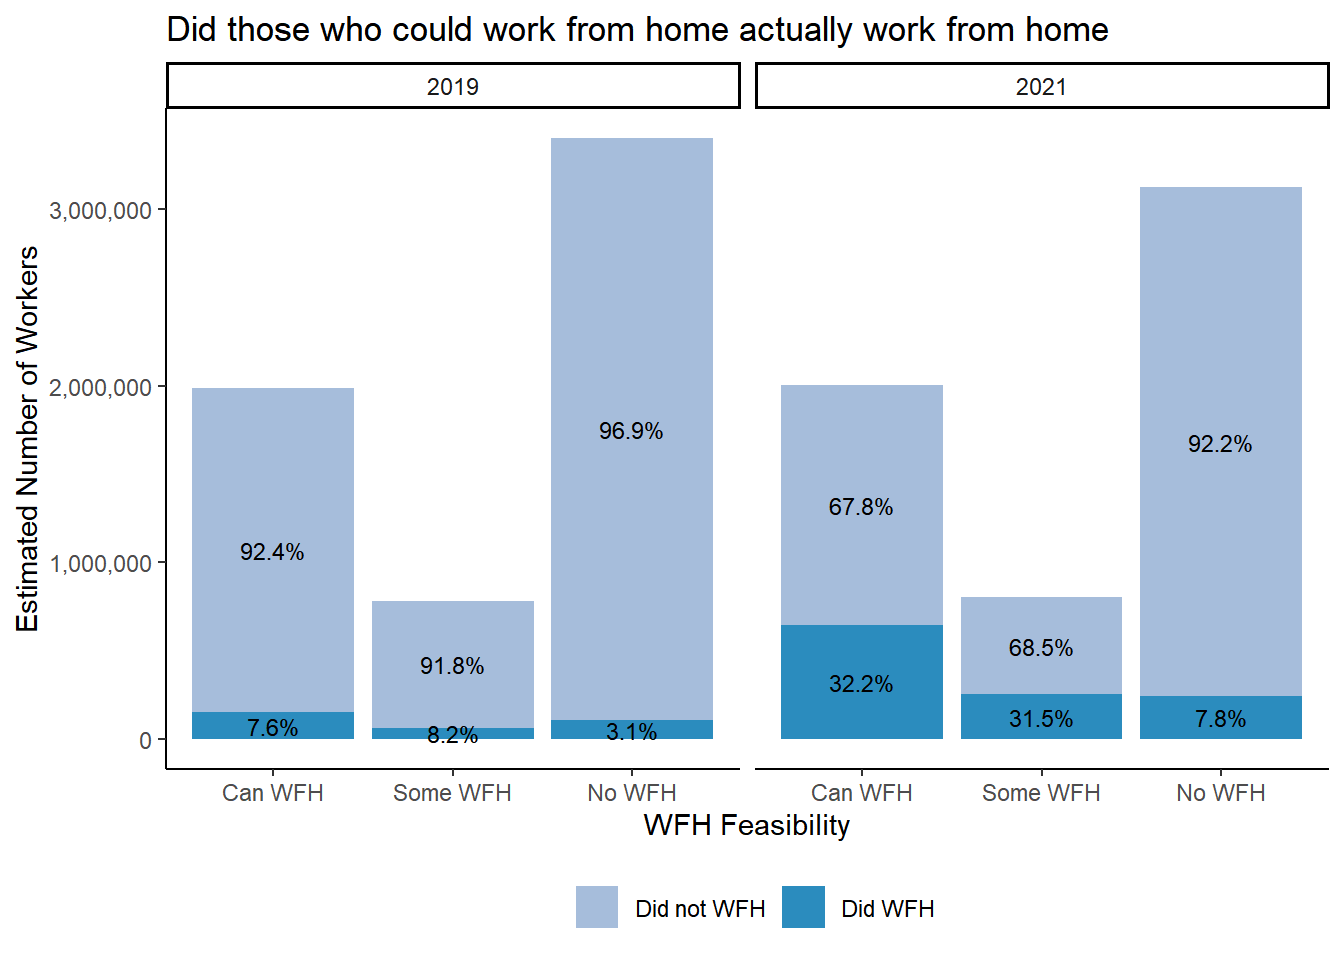 Did those who could work from home actually work from home
2019
2021
Estimated Number of Workers
3,000,000
2,000,000
1,000,000
0
92.4%
7.6%
91.8%
8.2%
96.9%
3.1%
67.8%
32.2%
68.5%
31.5%
92.2%
7.8%
Can WFH
Some WFH
No WFH
Can WFH
Some WFH
No WFH
WFH Feasibility
Did not WFH
Did WFH